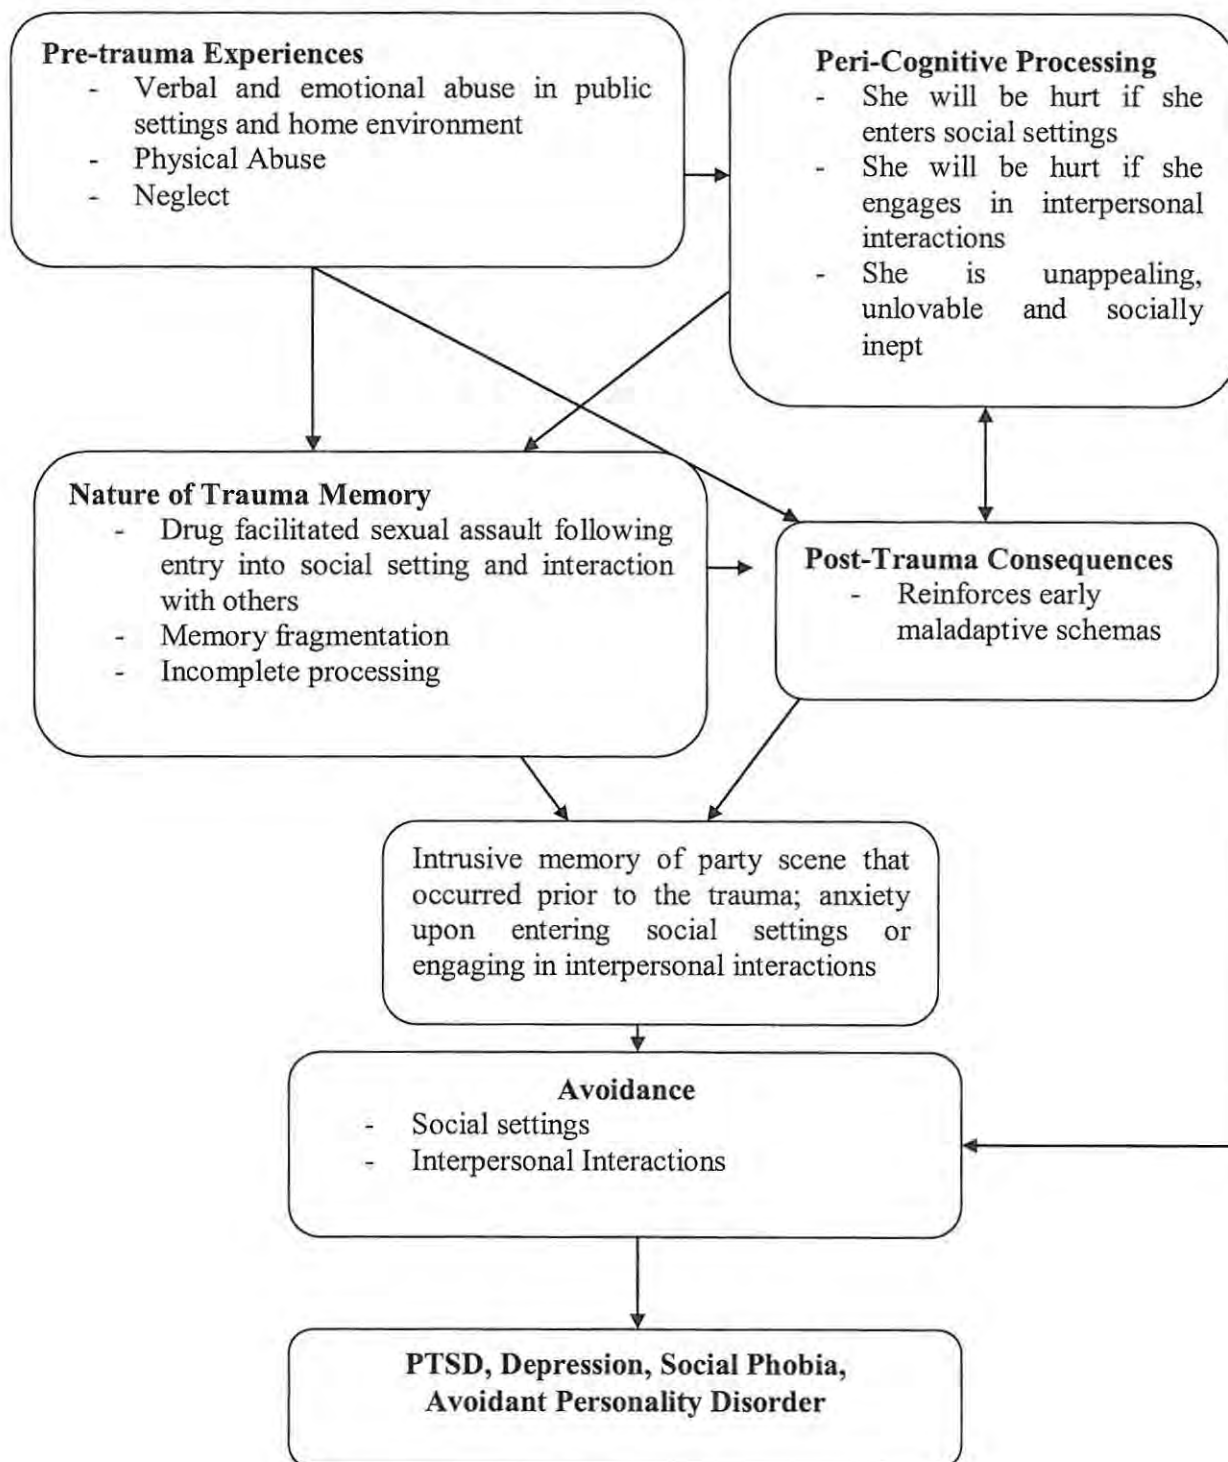 Pre-trauma Experiences
- Verbal and emotional abuse in public
settings and home environment
- Physical Abuse
- Neglect
Peri-Cognitive Processing
- She will be hurt if she
enters social settings
- She will be hurt if she
engages in interpersonal
interactions
- She is unappealing,
unlovable and socially
inept
Nature of Trauma Memory
- Drug facilitated sexual assault following
entry into social setting and interaction
with others
- Memory fragmentation
- Incomplete processing
Post-Trauma Consequences
- Reinforces early
maladaptive schemas
Intrusive memory of party scene that
occurred prior to the trauma; anxiety
upon entering social settings or
engaging in interpersonal interactions
Avoidance
- Social settings
- Interpersonal Interactions
PTSD, Depression, Social Phobia,
Avoidant Personality Disorder